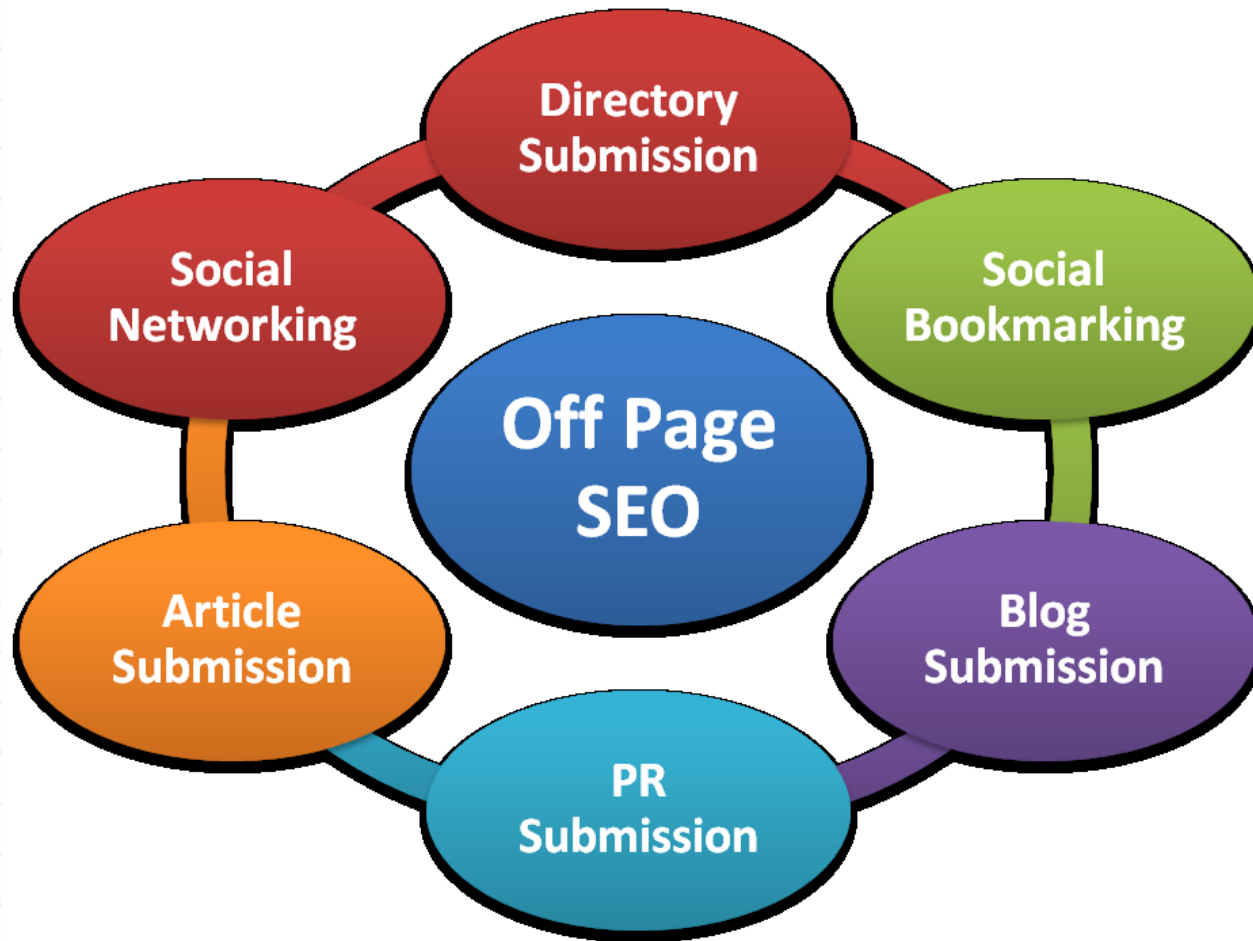 Directory
Submission
Social
Networking
Social
Bookmarking
Off Page
SEO
Article
Submission
Blog
Submission
PR
Submission